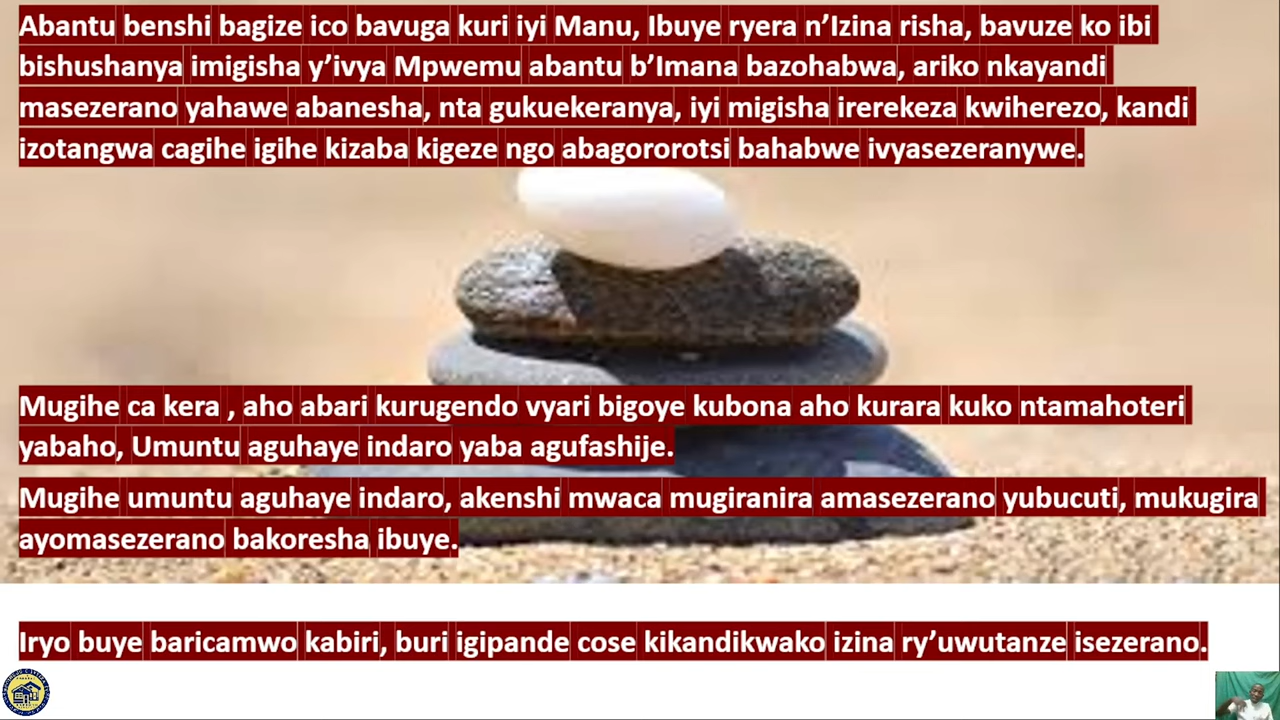 Abantu benshi bagize ico bavuga kuri iyi Manu, Ibuye ryera n’Izina risha, bavuze ko ibi
bishushanya imigisha y’ivya Mpwemu abantu b’Imana bazohabwa, ariko nkayandi
masezerano yahawe abanesha, nta gukuekeranya, iyi migisha irerekeza kwiherezo, kandi
izotangwa cagihe igihe kizaba kigeze ngo abagororotsi bahabwe ivyasezeranywe.
Mugihe ca kera , aho abari kurugendo vyari bigoye kubona aho kurara kuko ntamahoteri
yabaho, Umuntu aguhaye indaro yaba agufashije.
Mugihe umuntu aguhaye indaro, akenshi mwaca mugiranira amasezerano yubucuti, mukugira
ayomasezerano bakoresha ibuye.
Iryo buye baricamwo kabiri, buri igipande cose kikandikwako izina ry’uwutanze isezerano.